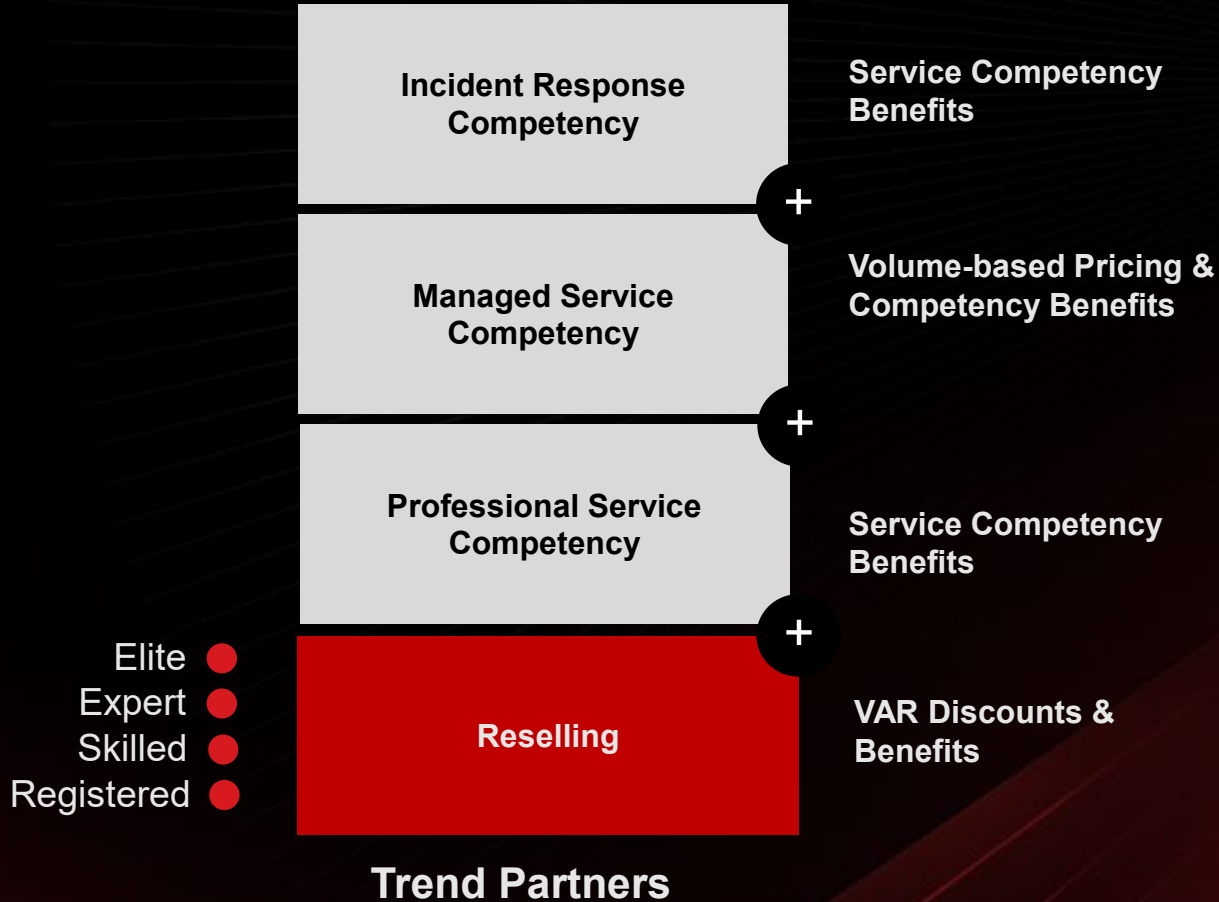 Incident Response
Competency
Service Competency
Benefits
+
Managed Service
Competency
Volume-based Pricing &
Competency Benefits
+
Professional Service
Competency
Service Competency
Benefits
+
Elite
Expert
Skilled
Registered
Reselling
VAR Discounts &
Benefits
Trend Partners